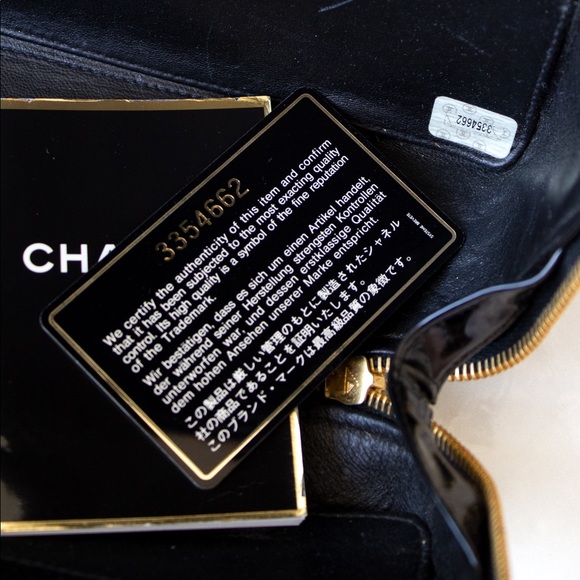 CHA
3354662
We certify the authenticity of this item and confirm
that it has been subjected to the most exacting quality
control. Its high quality is a symbol of the fine reputation
of the Trademark.
Wir bestätigen, dass es sich um einen Artikel handelt,
der während seiner Herstellung strengsten Kontrollen
unterworfen war, und dessen erstklassige Qualität
dem hohen Ansehen unserer Marke entspricht.
この製品は厳しい管理のもとに製造されたシャネル
社の商品であることを証明いたします。
このブランド・マークは最高級品質の象徴です。
3354662